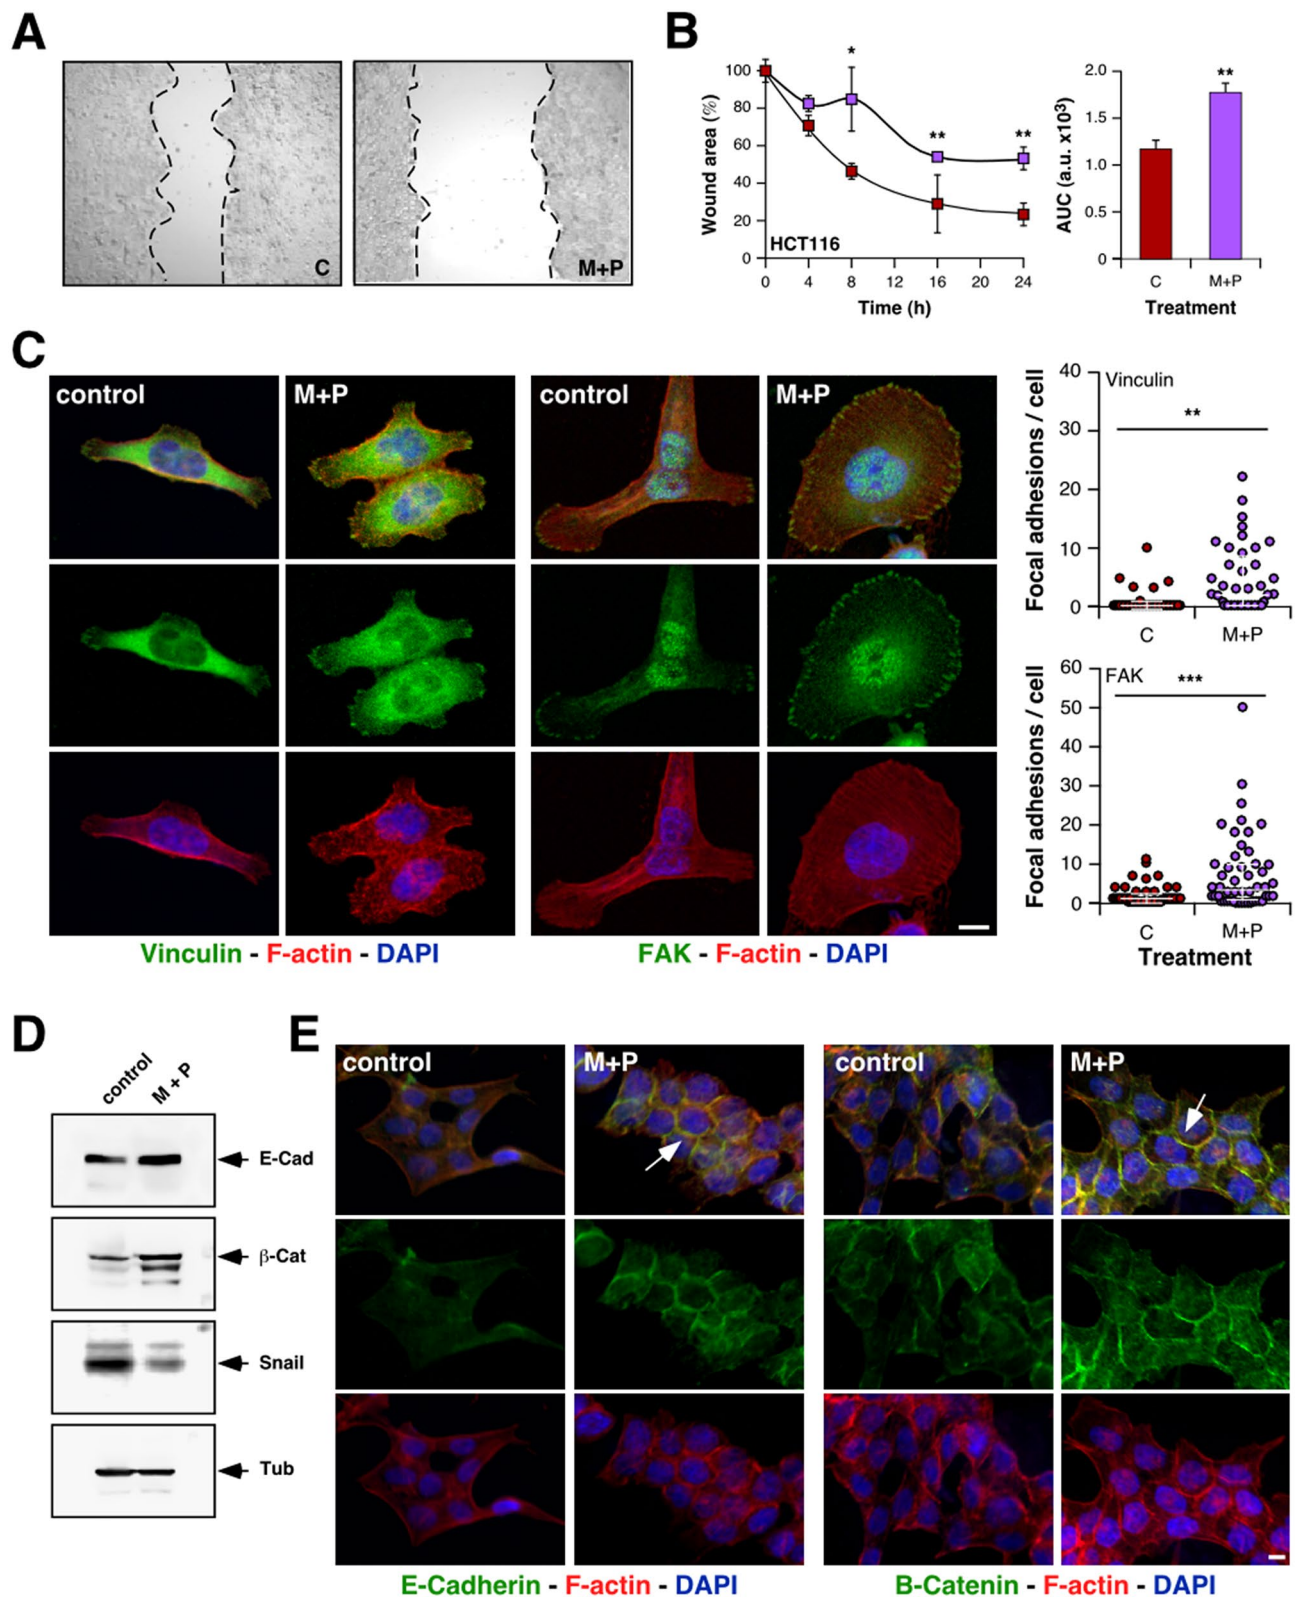 A
C
M+P
B
Wound area (%)
100
80
60
40
20
0
*
**
**
HCT116
0 4 8 12 16 20 24
Time (h)
AUC (a.u. x10³)
2.0
1.5
1.0
0.5
0
**
C M+P
Treatment
C
control M+P control M+P
Vinculin - F-actin - DAPI
FAK - F-actin - DAPI
Focal adhesions / cell
40
30
20
10
0
Vinculin
**
C M+P
Focal adhesions / cell
60
50
40
30
20
10
0
FAK
***
C M+P
Treatment
D
control
M + P
E-Cad
β-Cat
Snail
Tub
E
control M+P control M+P
E-Cadherin - F-actin - DAPI
B-Catenin - F-actin - DAPI